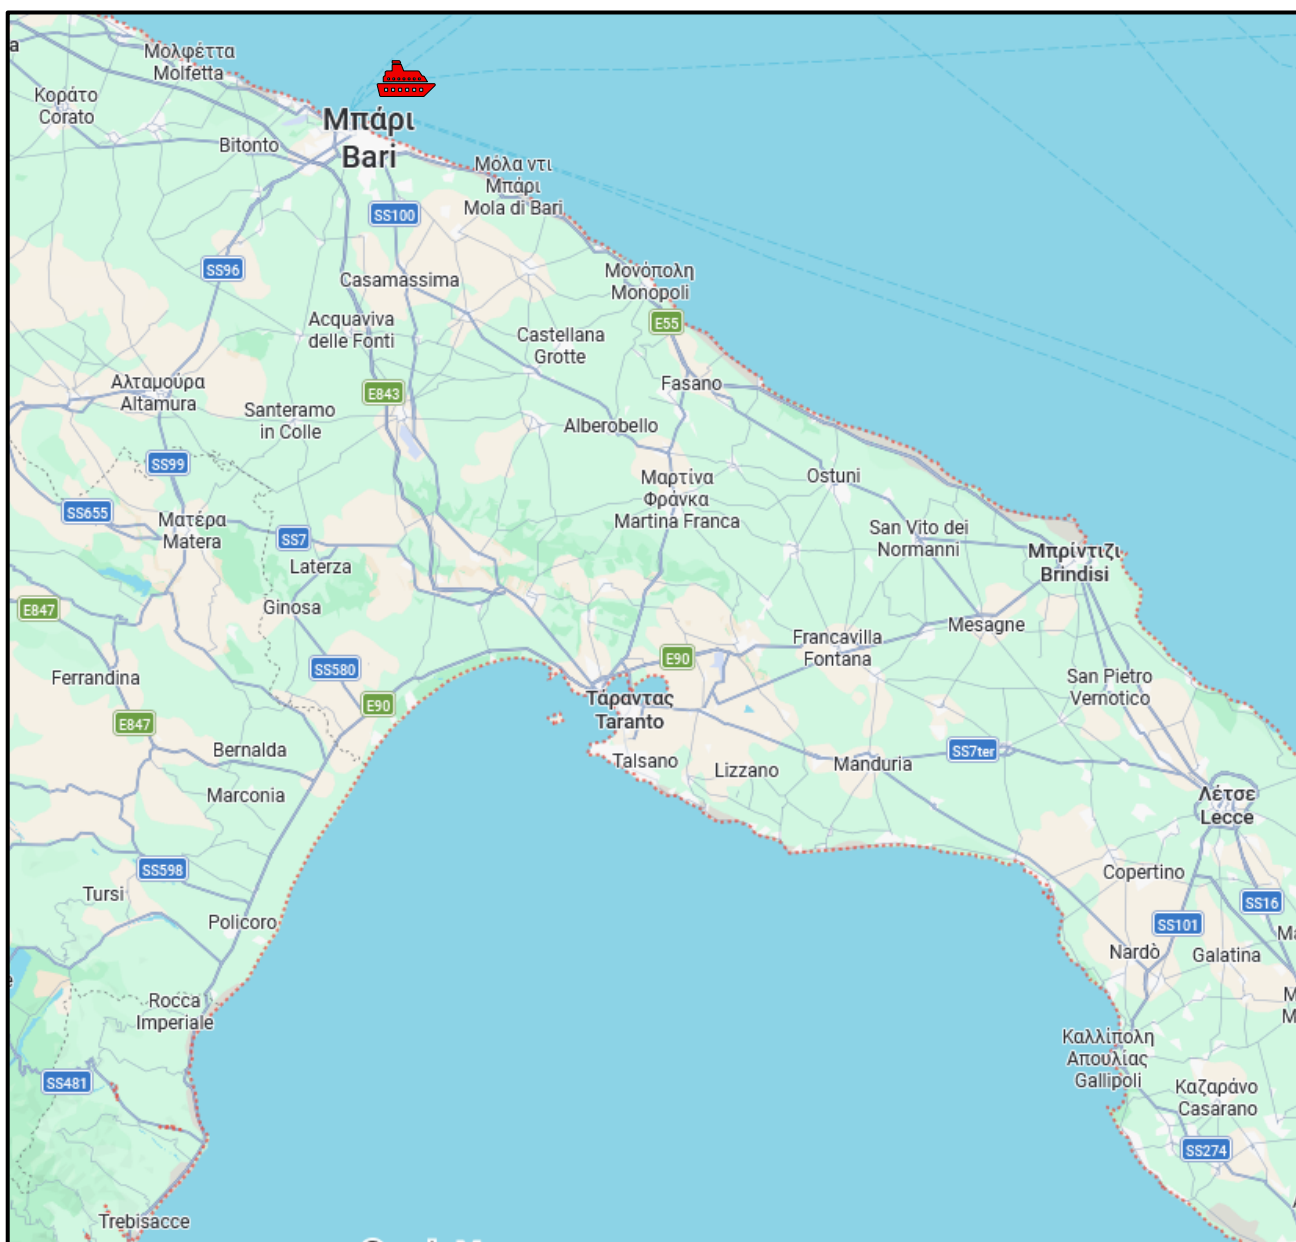 Μολφέττα
Molfetta
Κοράτο
Corato
Μπάρι
Bari
Bitonto
Μόλα ντι
Μπάρι
Mola di Bari
SS100
SS96
Casamassima
Μονόπολη
Monopoli
Acquaviva
delle Fonti
E55
Castellana
Grotte
Αλταμούρα
Altamura
E843
Fasano
Santeramo
in Colle
Alberobello
SS99
Μαρτίνα
Φράνκα
Martina Franca
Ostuni
SS655
Ματέρα
Matera
SS7
San Vito dei
Normanni
Μπρίντιζι
Brindisi
Laterza
E847
Ginosa
Mesagne
Francavilla
Fontana
Ferrandina
SS580
E90
San Pietro
Vernotico
E90
Τάραντας
Taranto
E847
Bernalda
Talsano
Lizzano
Manduria
SS7ter
Marconia
Λέτσε
Lecce
SS598
Copertino
Tursi
SS16
Policoro
SS101
Nardò
Galatina
Rocca
Imperiale
Καλλίπολη
Απουλίας
Gallipoli
SS481
Καζαράνο
Casarano
SS274
Trebisacce